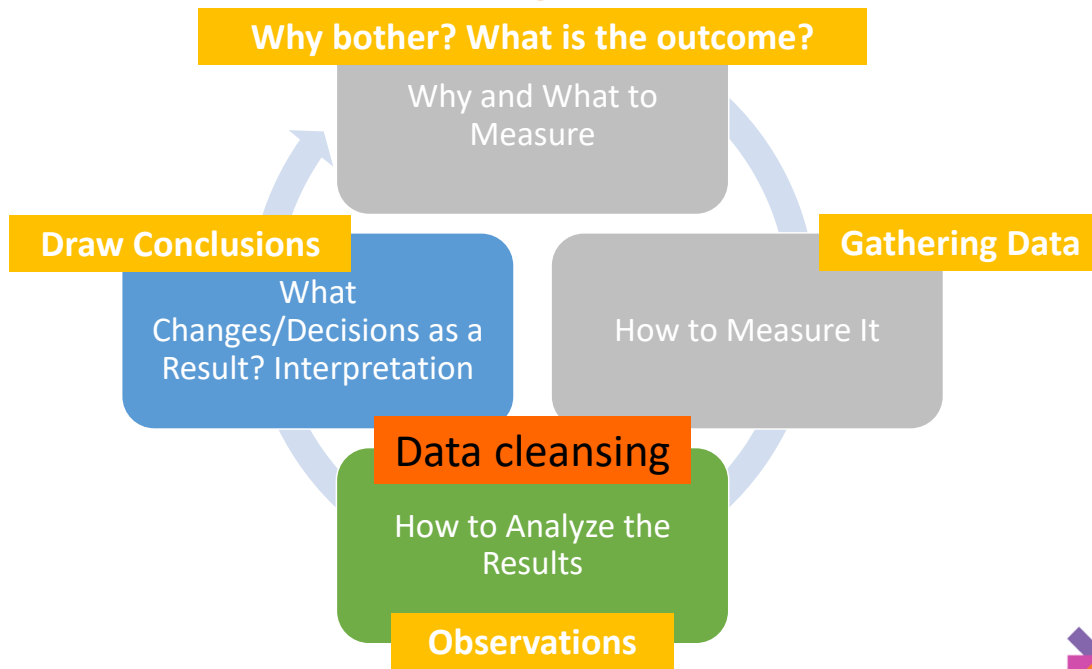 Why bother? What is the outcome?
Why and What to
Measure
Draw Conclusions
Gathering Data
What
Changes/Decisions as a
Result? Interpretation
How to Measure It
Data cleansing
How to Analyze the
Results
Observations